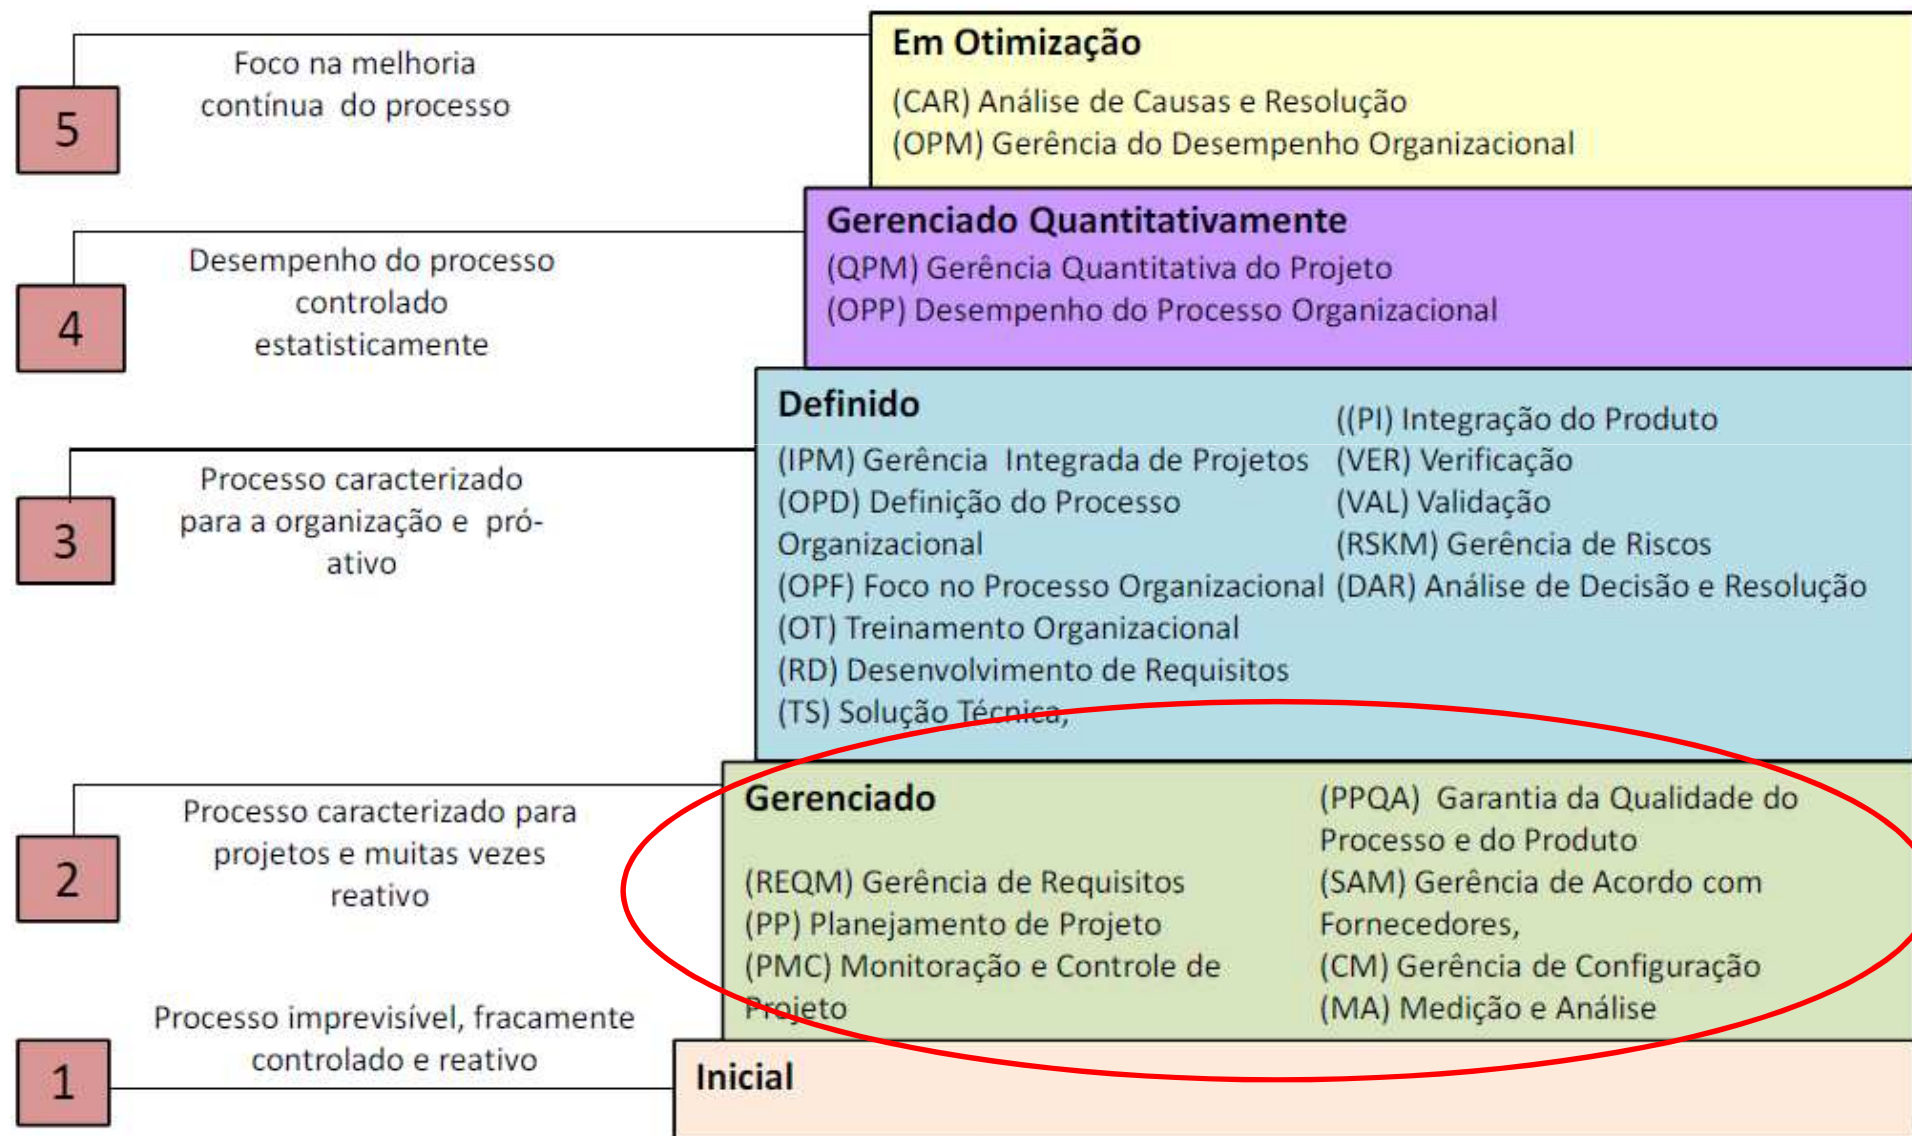 5
Foco na melhoria
contínua do processo
Em Otimização
(CAR) Análise de Causas e Resolução
(OPM) Gerência do Desempenho Organizacional
4
Desempenho do processo
controlado
estatisticamente
Gerenciado Quantitativamente
(QPM) Gerência Quantitativa do Projeto
(OPP) Desempenho do Processo Organizacional
3
Processo caracterizado
para a organização e pró-
ativo
Definido
(IPM) Gerência Integrada de Projetos
(OPD) Definição do Processo
Organizacional
(OPF) Foco no Processo Organizacional
(OT) Treinamento Organizacional
(RD) Desenvolvimento de Requisitos
(TS) Solução Técnica,
((PI) Integração do Produto
(VER) Verificação
(VAL) Validação
(RSKM) Gerência de Riscos
(DAR) Análise de Decisão e Resolução
2
Processo caracterizado para
projetos e muitas vezes
reativo
Gerenciado
(REQM) Gerência de Requisitos
(PP) Planejamento de Projeto
(PMC) Monitoração e Controle de
Projeto
(PPQA) Garantia da Qualidade do
Processo e do Produto
(SAM) Gerência de Acordo com
Fornecedores,
(CM) Gerência de Configuração
(MA) Medição e Análise
1
Processo imprevisível, fracamente
controlado e reativo
Inicial